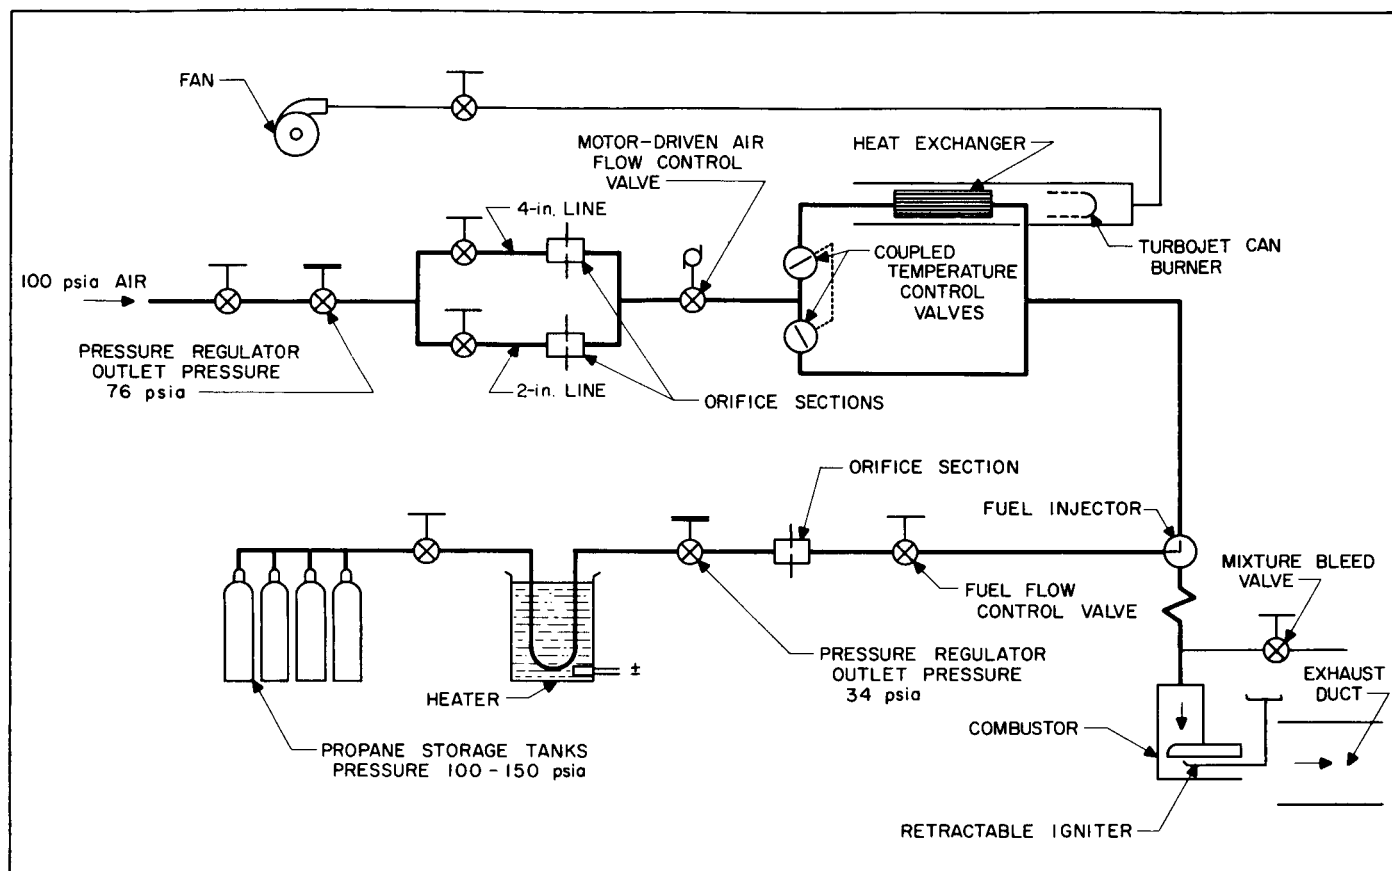 FAN
MOTOR-DRIVEN AIR
FLOW CONTROL
VALVE
HEAT EXCHANGER
4-in. LINE
TURBOJET CAN
BURNER
COUPLED
TEMPERATURE
CONTROL
VALVES
100 psia AIR
PRESSURE REGULATOR
OUTLET PRESSURE
76 psia
2-in. LINE
ORIFICE SECTIONS
ORIFICE SECTION
FUEL INJECTOR
MIXTURE BLEED
VALVE
FUEL FLOW
CONTROL VALVE
PRESSURE REGULATOR
OUTLET PRESSURE
34 psia
±
HEATER
EXHAUST
DUCT
COMBUSTOR
PROPANE STORAGE TANKS
PRESSURE 100-150 psia
RETRACTABLE IGNITER